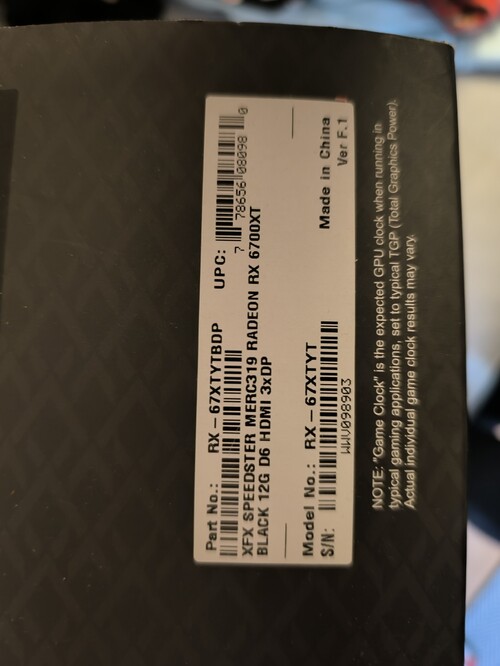 Part No.: RX-67XTYTBDP UPC:
7 78656 08098 0
XFX SPEEDSTER MERC319 RADEON RX 6700XT
BLACK 12G D6 HDMI 3xDP
Model No.: RX-67XTYT Made in China
S/N: WWU098903 Ver F.1
NOTE: "Game Clock" is the expected GPU clock when running in
typical gaming applications, set to typical TGP (Total Graphics Power).
Actual individual game clock results may vary.